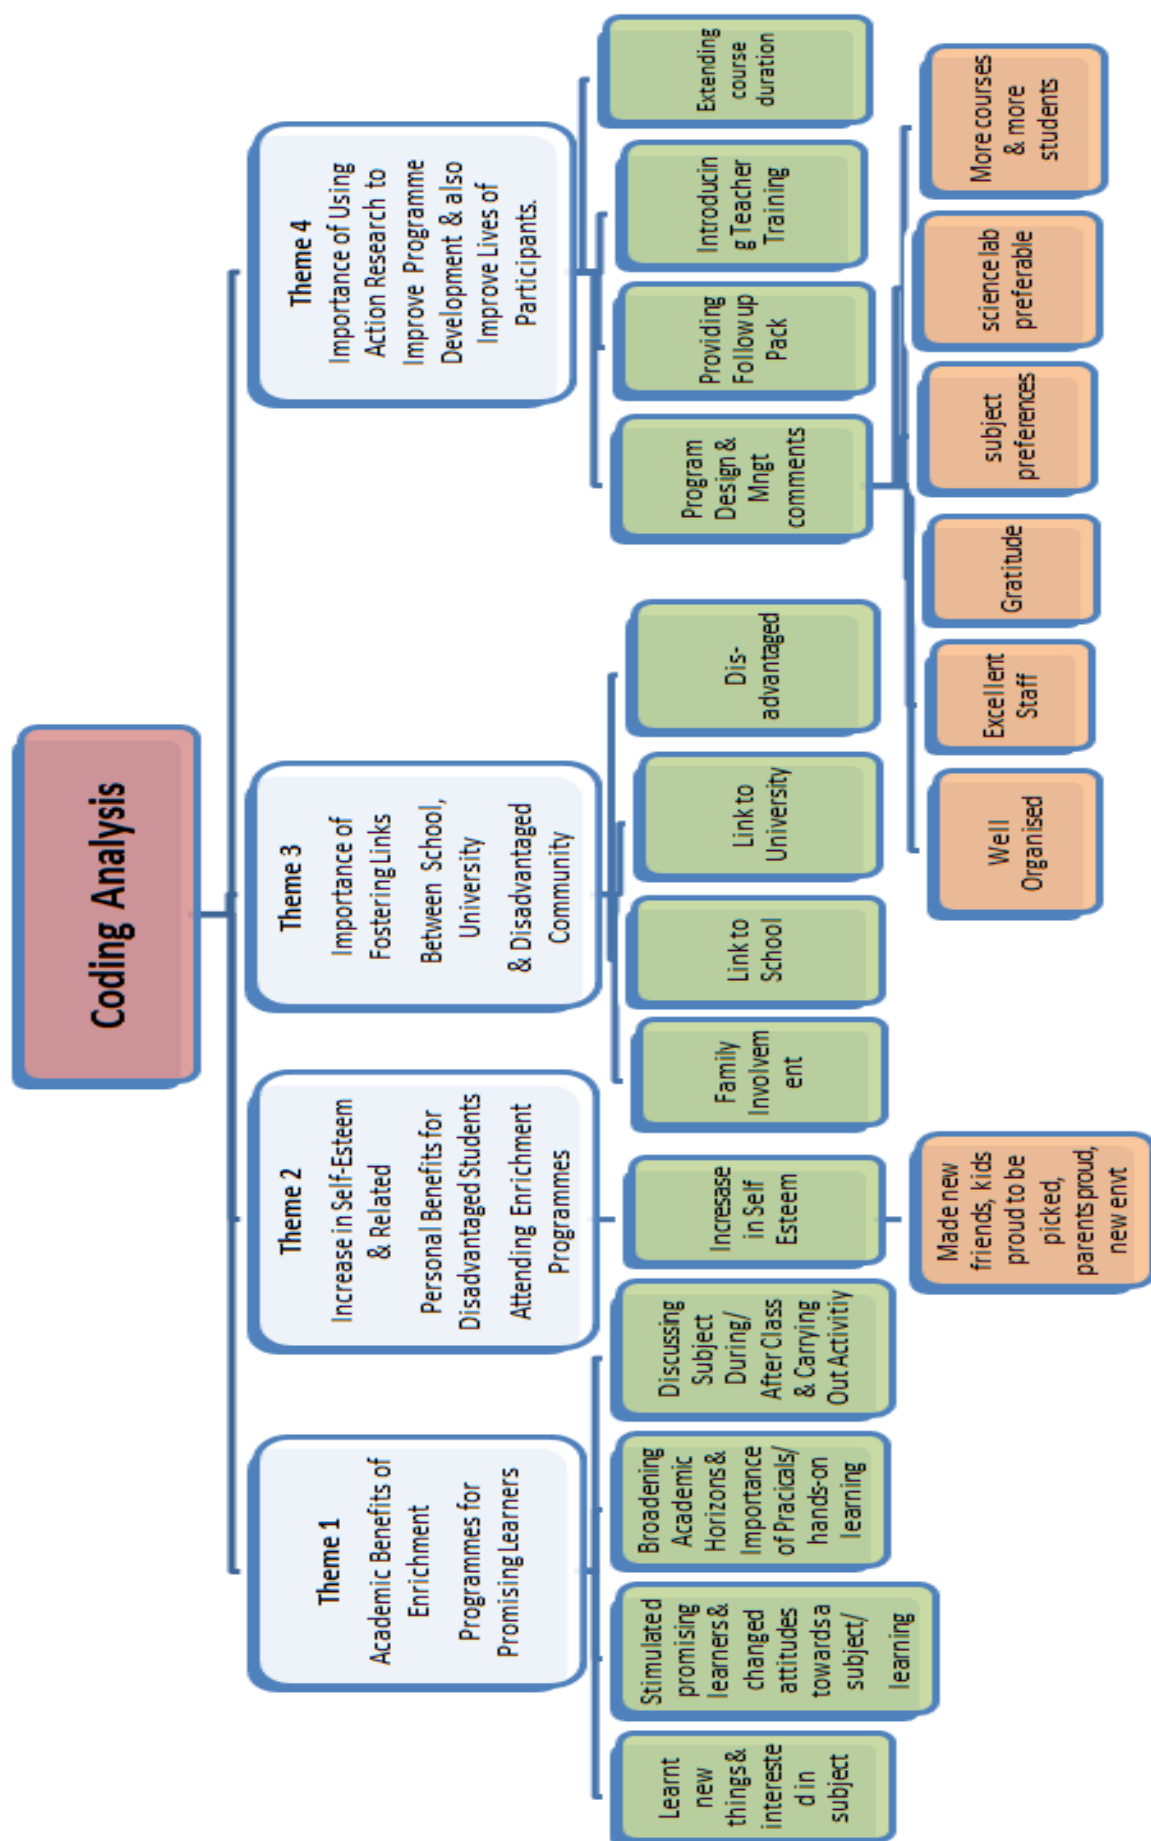 Coding Analysis
Theme 1
Academic Benefits of
Enrichment
Programmes for
Promising Learners
Theme 2
Increase in Self-Esteem
& Related
Personal Benefits for
Disadvantaged Students
Attending Enrichment
Programmes
Theme 3
Importance of
Fostering Links
Between School,
University
& Disadvantaged
Community
Theme 4
Importance of Using
Action Research to
Improve Programme
Development & also
Improve Lives of
Participants.
Learnt
new
things &
intereste
d in
subject
Stimulated
promising
learners &
changed
attitudes
towards a
subject/
learning
Broadening
Academic
Horizons &
Importance
of Pracicals/
hands-on
learning
Discussing
Subject
During/
After Class
& Carrying
Out Activitiy
Incresase
in Self
Esteem
Family
Involvem
ent
Link to
School
Link to
University
Dis-
advantaged
Program
Design &
Mngt
comments
Providing
Follow up
Pack
Introducin
g Teacher
Training
Extending
course
duration
Made new
friends, kids
proud to be
picked,
parents proud,
new envt
Well
Organised
Excellent
Staff
Gratitude
subject
preferences
science lab
preferable
More courses
& more
students